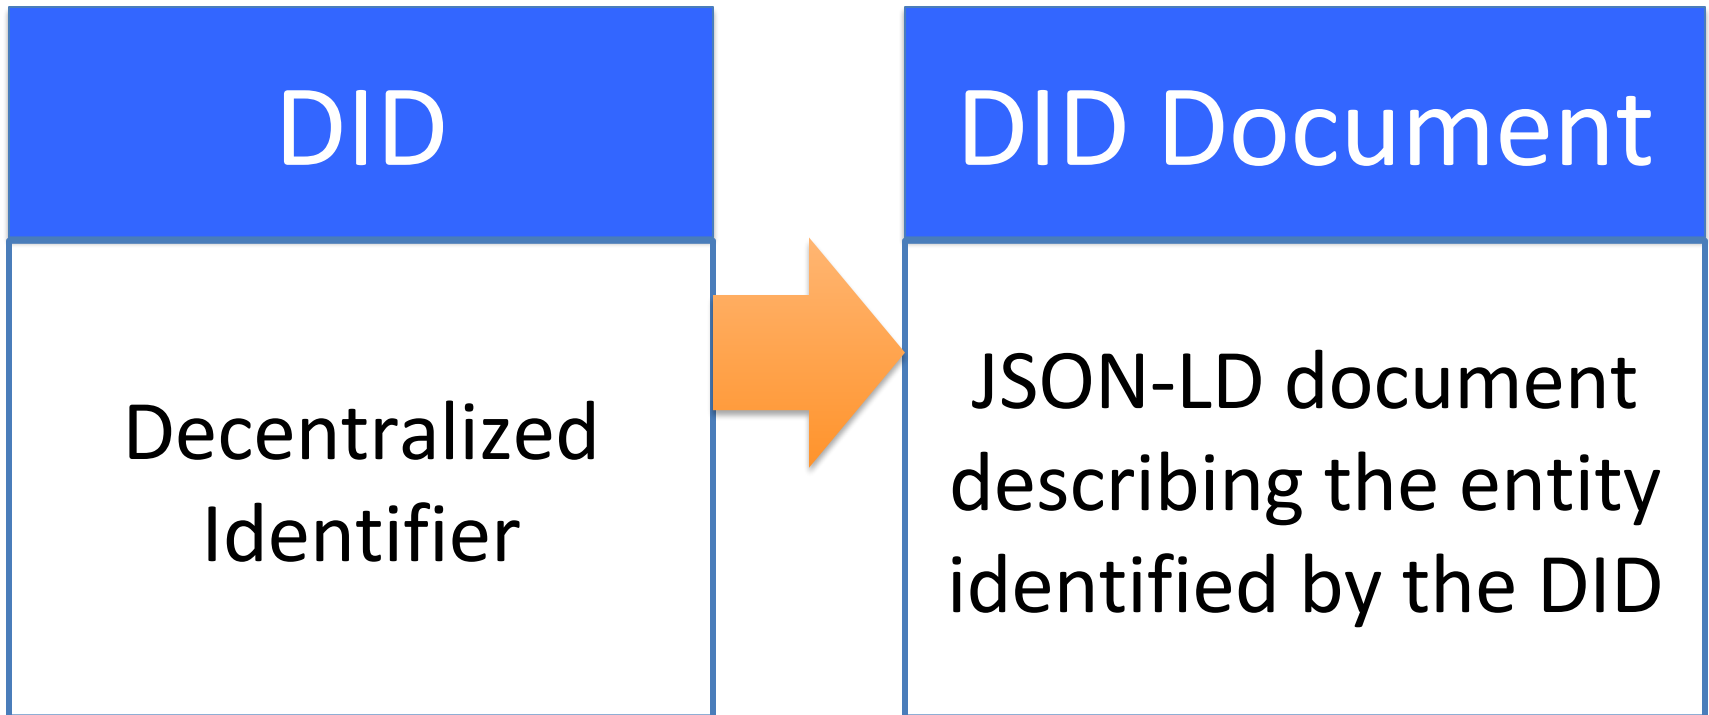 DID
Decentralized
Identifier
DID Document
JSON-LD document
describing the entity
identified by the DID